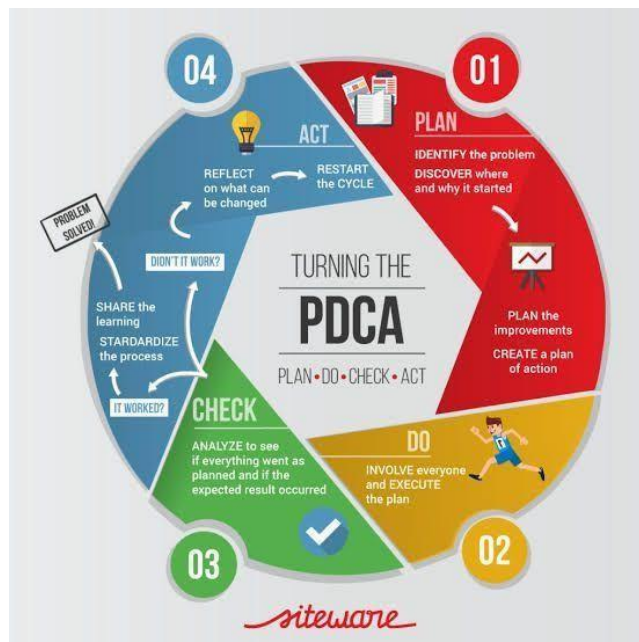 01
PLAN
IDENTIFY the problem
DISCOVER where
and why it started
PLAN the
improvements
CREATE a plan
of action
02
DO
INVOLVE everyone
and EXECUTE
the plan
03
CHECK
ANALYZE to see
if everything went as
planned and if the
expected result occurred
04
ACT
IT WORKED?
STARDARDIZE
the process
SHARE the
learning
PROBLEM
SOLVED!
DIDN'T IT WORK?
REFLECT
on what can
be changed
RESTART
the CYCLE
TURNING THE
PDCA
PLAN • DO • CHECK • ACT
siteware